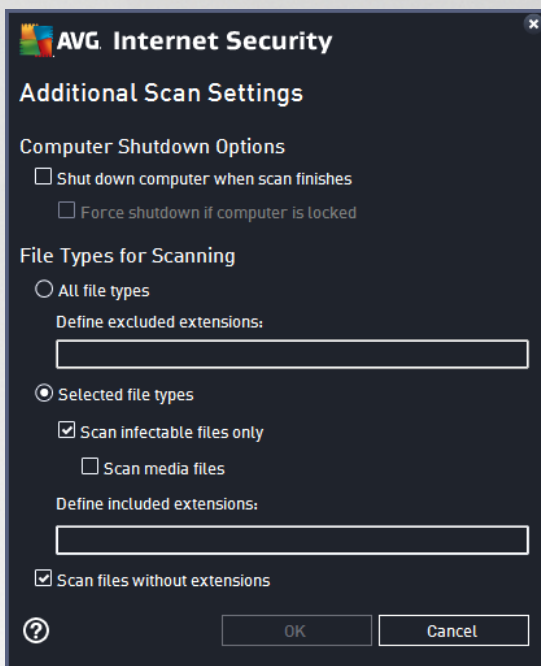 AVG. Internet Security
Additional Scan Settings
Computer Shutdown Options
Shut down computer when scan finishes
Force shutdown if computer is locked
File Types for Scanning
All file types
Define excluded extensions:
Selected file types
Scan infectable files only
Scan media files
Define included extensions:
Scan files without extensions
OK Cancel